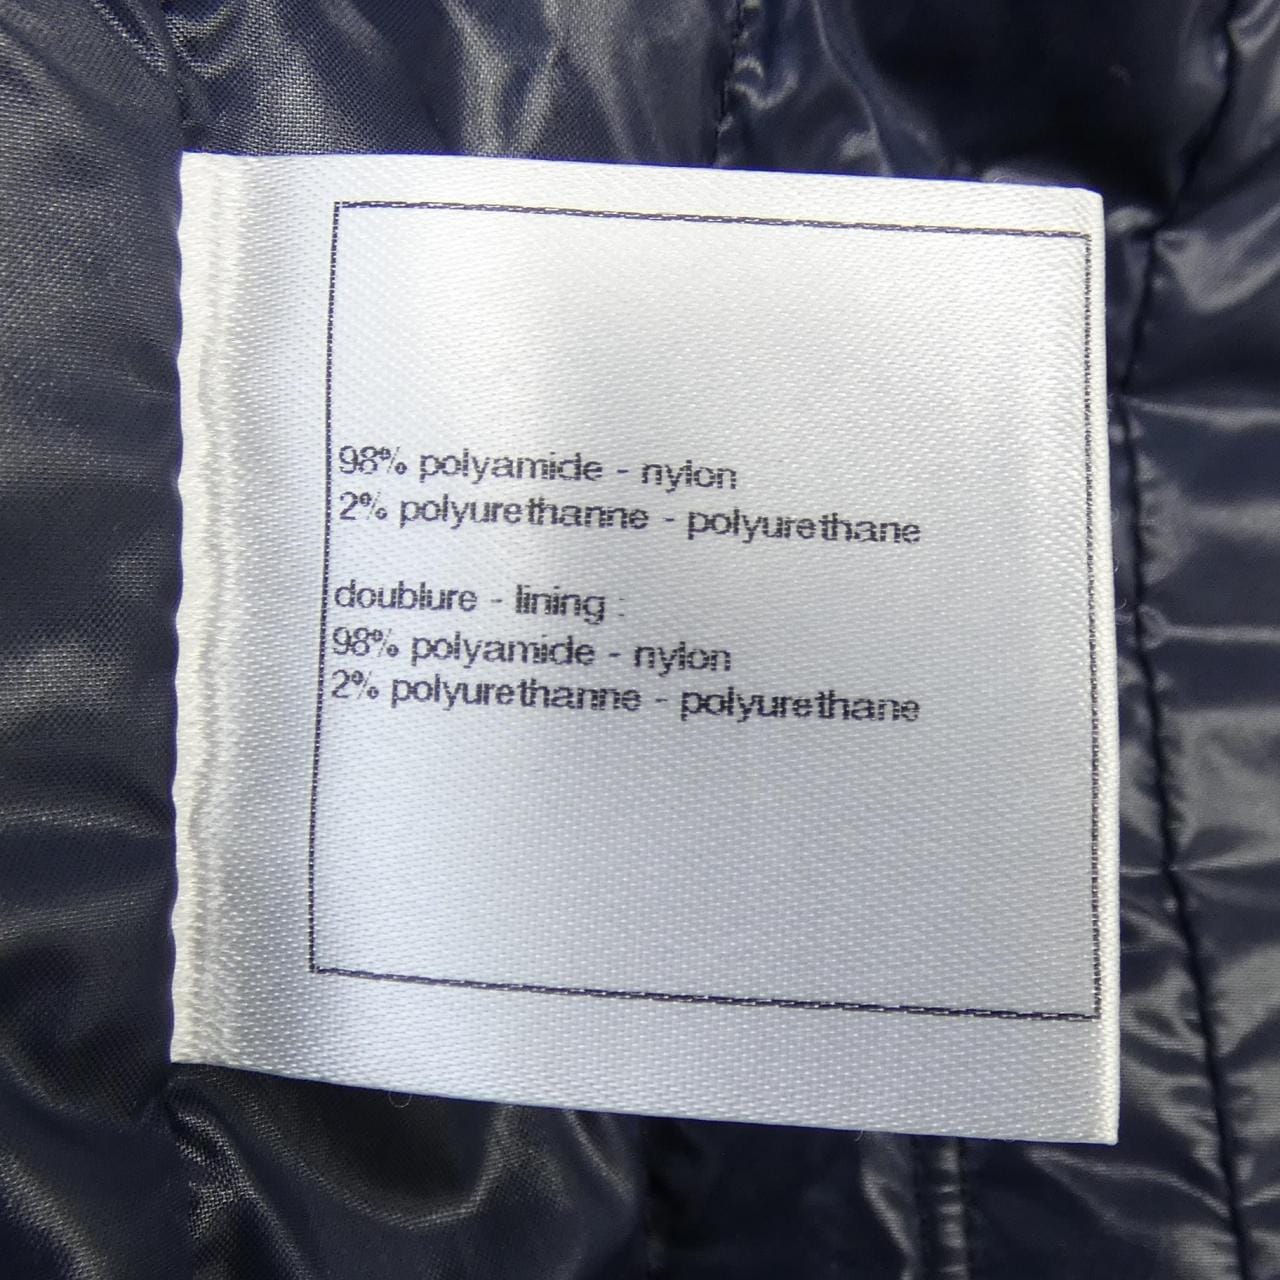 98% polyamide - nylon
2% polyurethanne - polyurethane
doublure - lining :
98% polyamide - nylon
2% polyurethanne - polyurethane